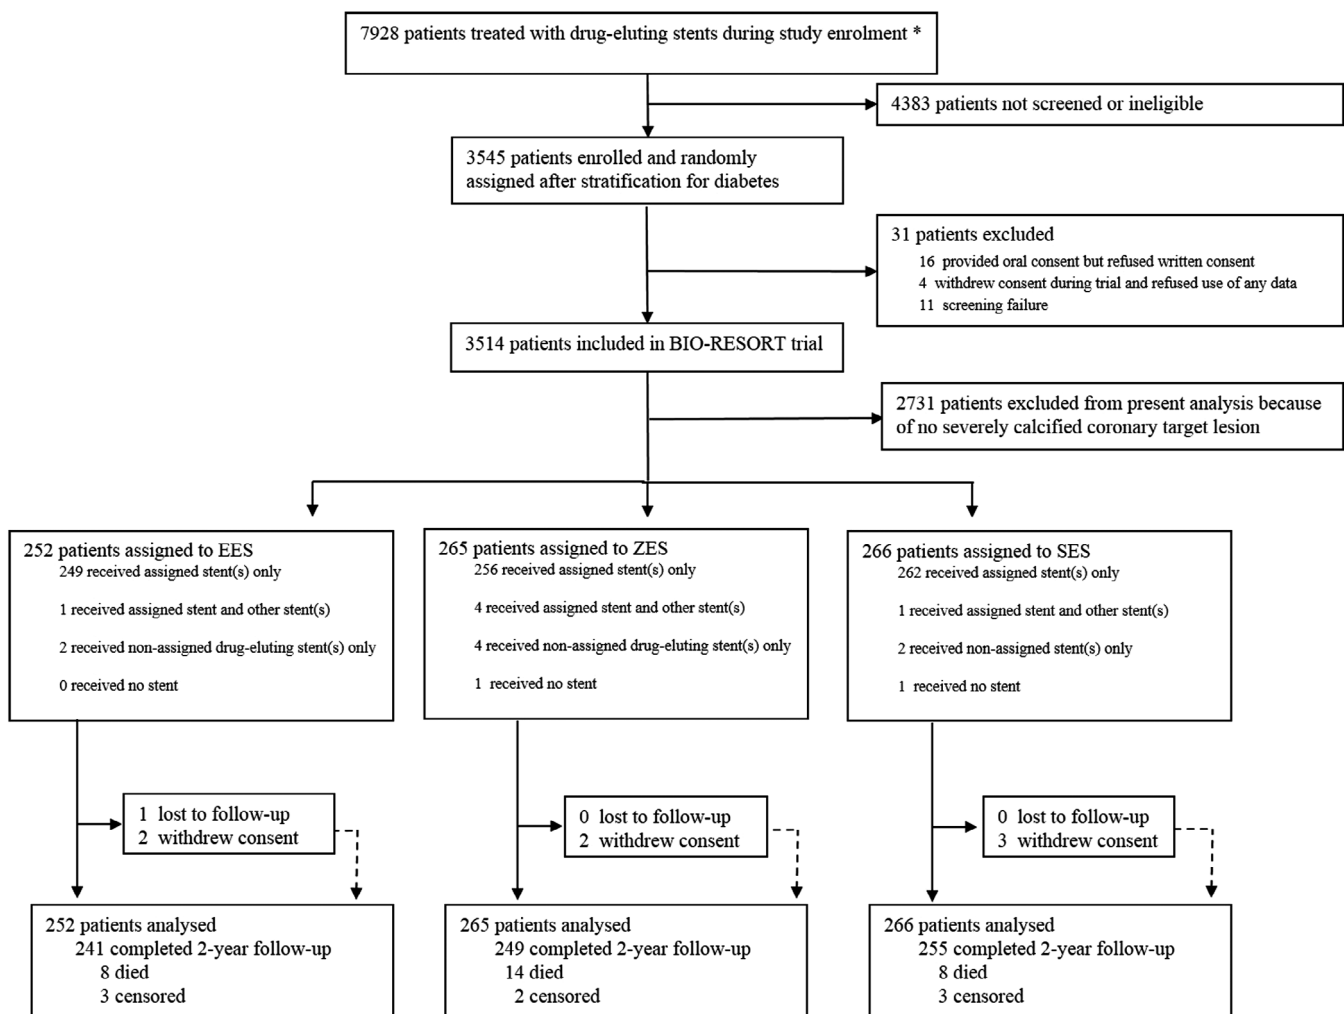 7928 patients treated with drug-eluting stents during study enrolment *
4383 patients not screened or ineligible
3545 patients enrolled and randomly
assigned after stratification for diabetes
31 patients excluded
16 provided oral consent but refused written consent
4 withdrew consent during trial and refused use of any data
11 screening failure
3514 patients included in BIO-RESORT trial
2731 patients excluded from present analysis because
of no severely calcified coronary target lesion
252 patients assigned to EES
249 received assigned stent(s) only
1 received assigned stent and other stent(s)
2 received non-assigned drug-eluting stent(s) only
0 received no stent
265 patients assigned to ZES
256 received assigned stent(s) only
4 received assigned stent and other stent(s)
4 received non-assigned drug-eluting stent(s) only
1 received no stent
266 patients assigned to SES
262 received assigned stent(s) only
1 received assigned stent and other stent(s)
2 received non-assigned stent(s) only
1 received no stent
1 lost to follow-up
2 withdrew consent
0 lost to follow-up
2 withdrew consent
0 lost to follow-up
3 withdrew consent
252 patients analysed
241 completed 2-year follow-up
8 died
3 censored
265 patients analysed
249 completed 2-year follow-up
14 died
2 censored
266 patients analysed
255 completed 2-year follow-up
8 died
3 censored